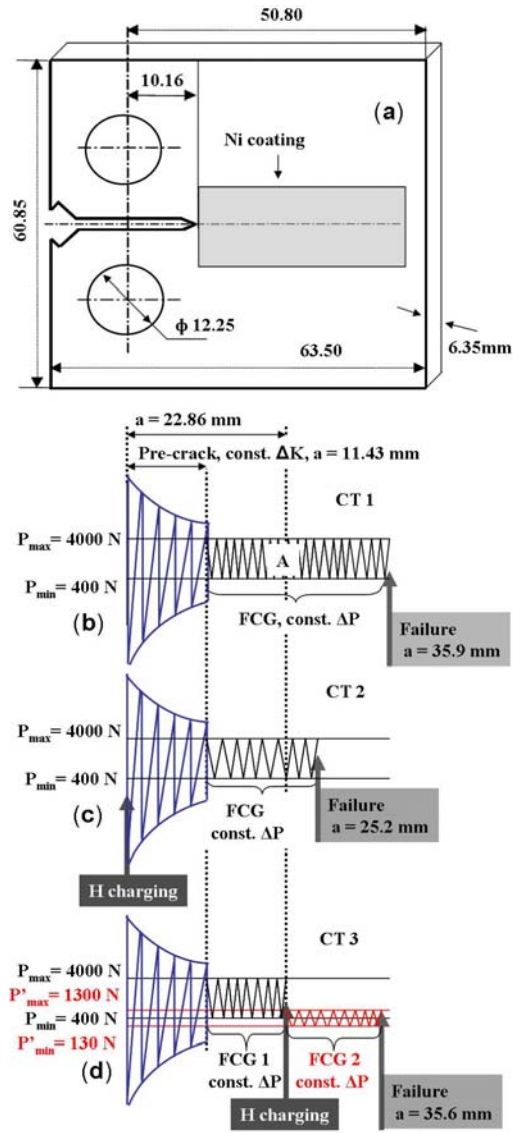 50.80
10.16
(a)
Ni coating
60.85
ϕ 12.25
6.35mm
63.50
a = 22.86 mm
Pre-crack, const. ΔK, a = 11.43 mm
CT 1
Pmax= 4000 N
A
Pmin= 400 N
(b)
FCG, const. ΔP
Failure
a = 35.9 mm
CT 2
Pmax= 4000 N
Pmin= 400 N
(c)
FCG
const. ΔP
Failure
a = 25.2 mm
H charging
CT 3
Pmax= 4000 N
P'max= 1300 N
Pmin= 400 N
P'min= 130 N
(d)
FCG 1
const. ΔP
FCG 2
const. ΔP
Failure
a = 35.6 mm
H charging